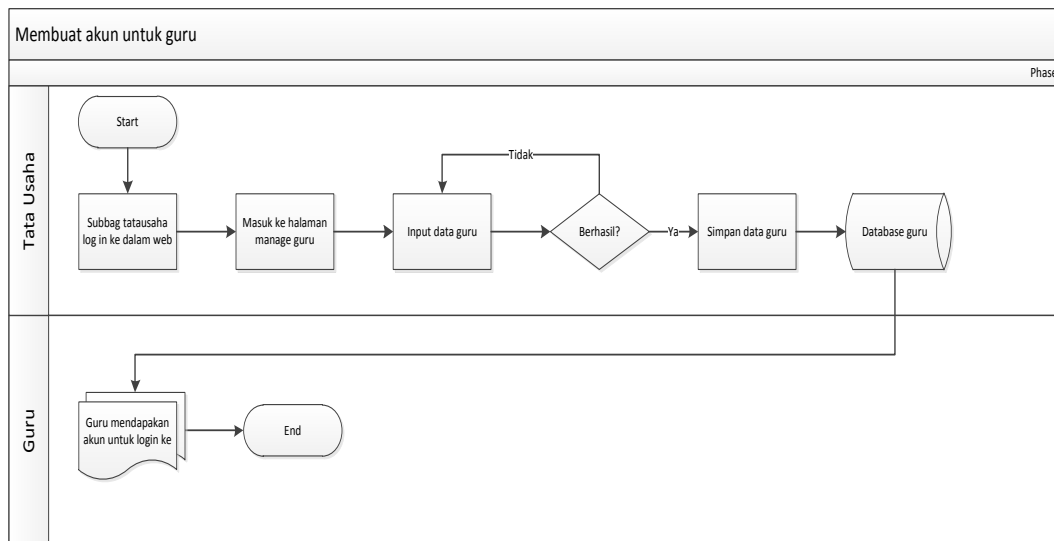 Membuat akun untuk guru
Phase
Tata Usaha
Start
Tidak
Subbag tatausaha
log in ke dalam web
Masuk ke halaman
manage guru
Input data guru
Berhasil?
Ya
Simpan data guru
Database guru
Guru
Guru mendapakan
akun untuk login ke
End